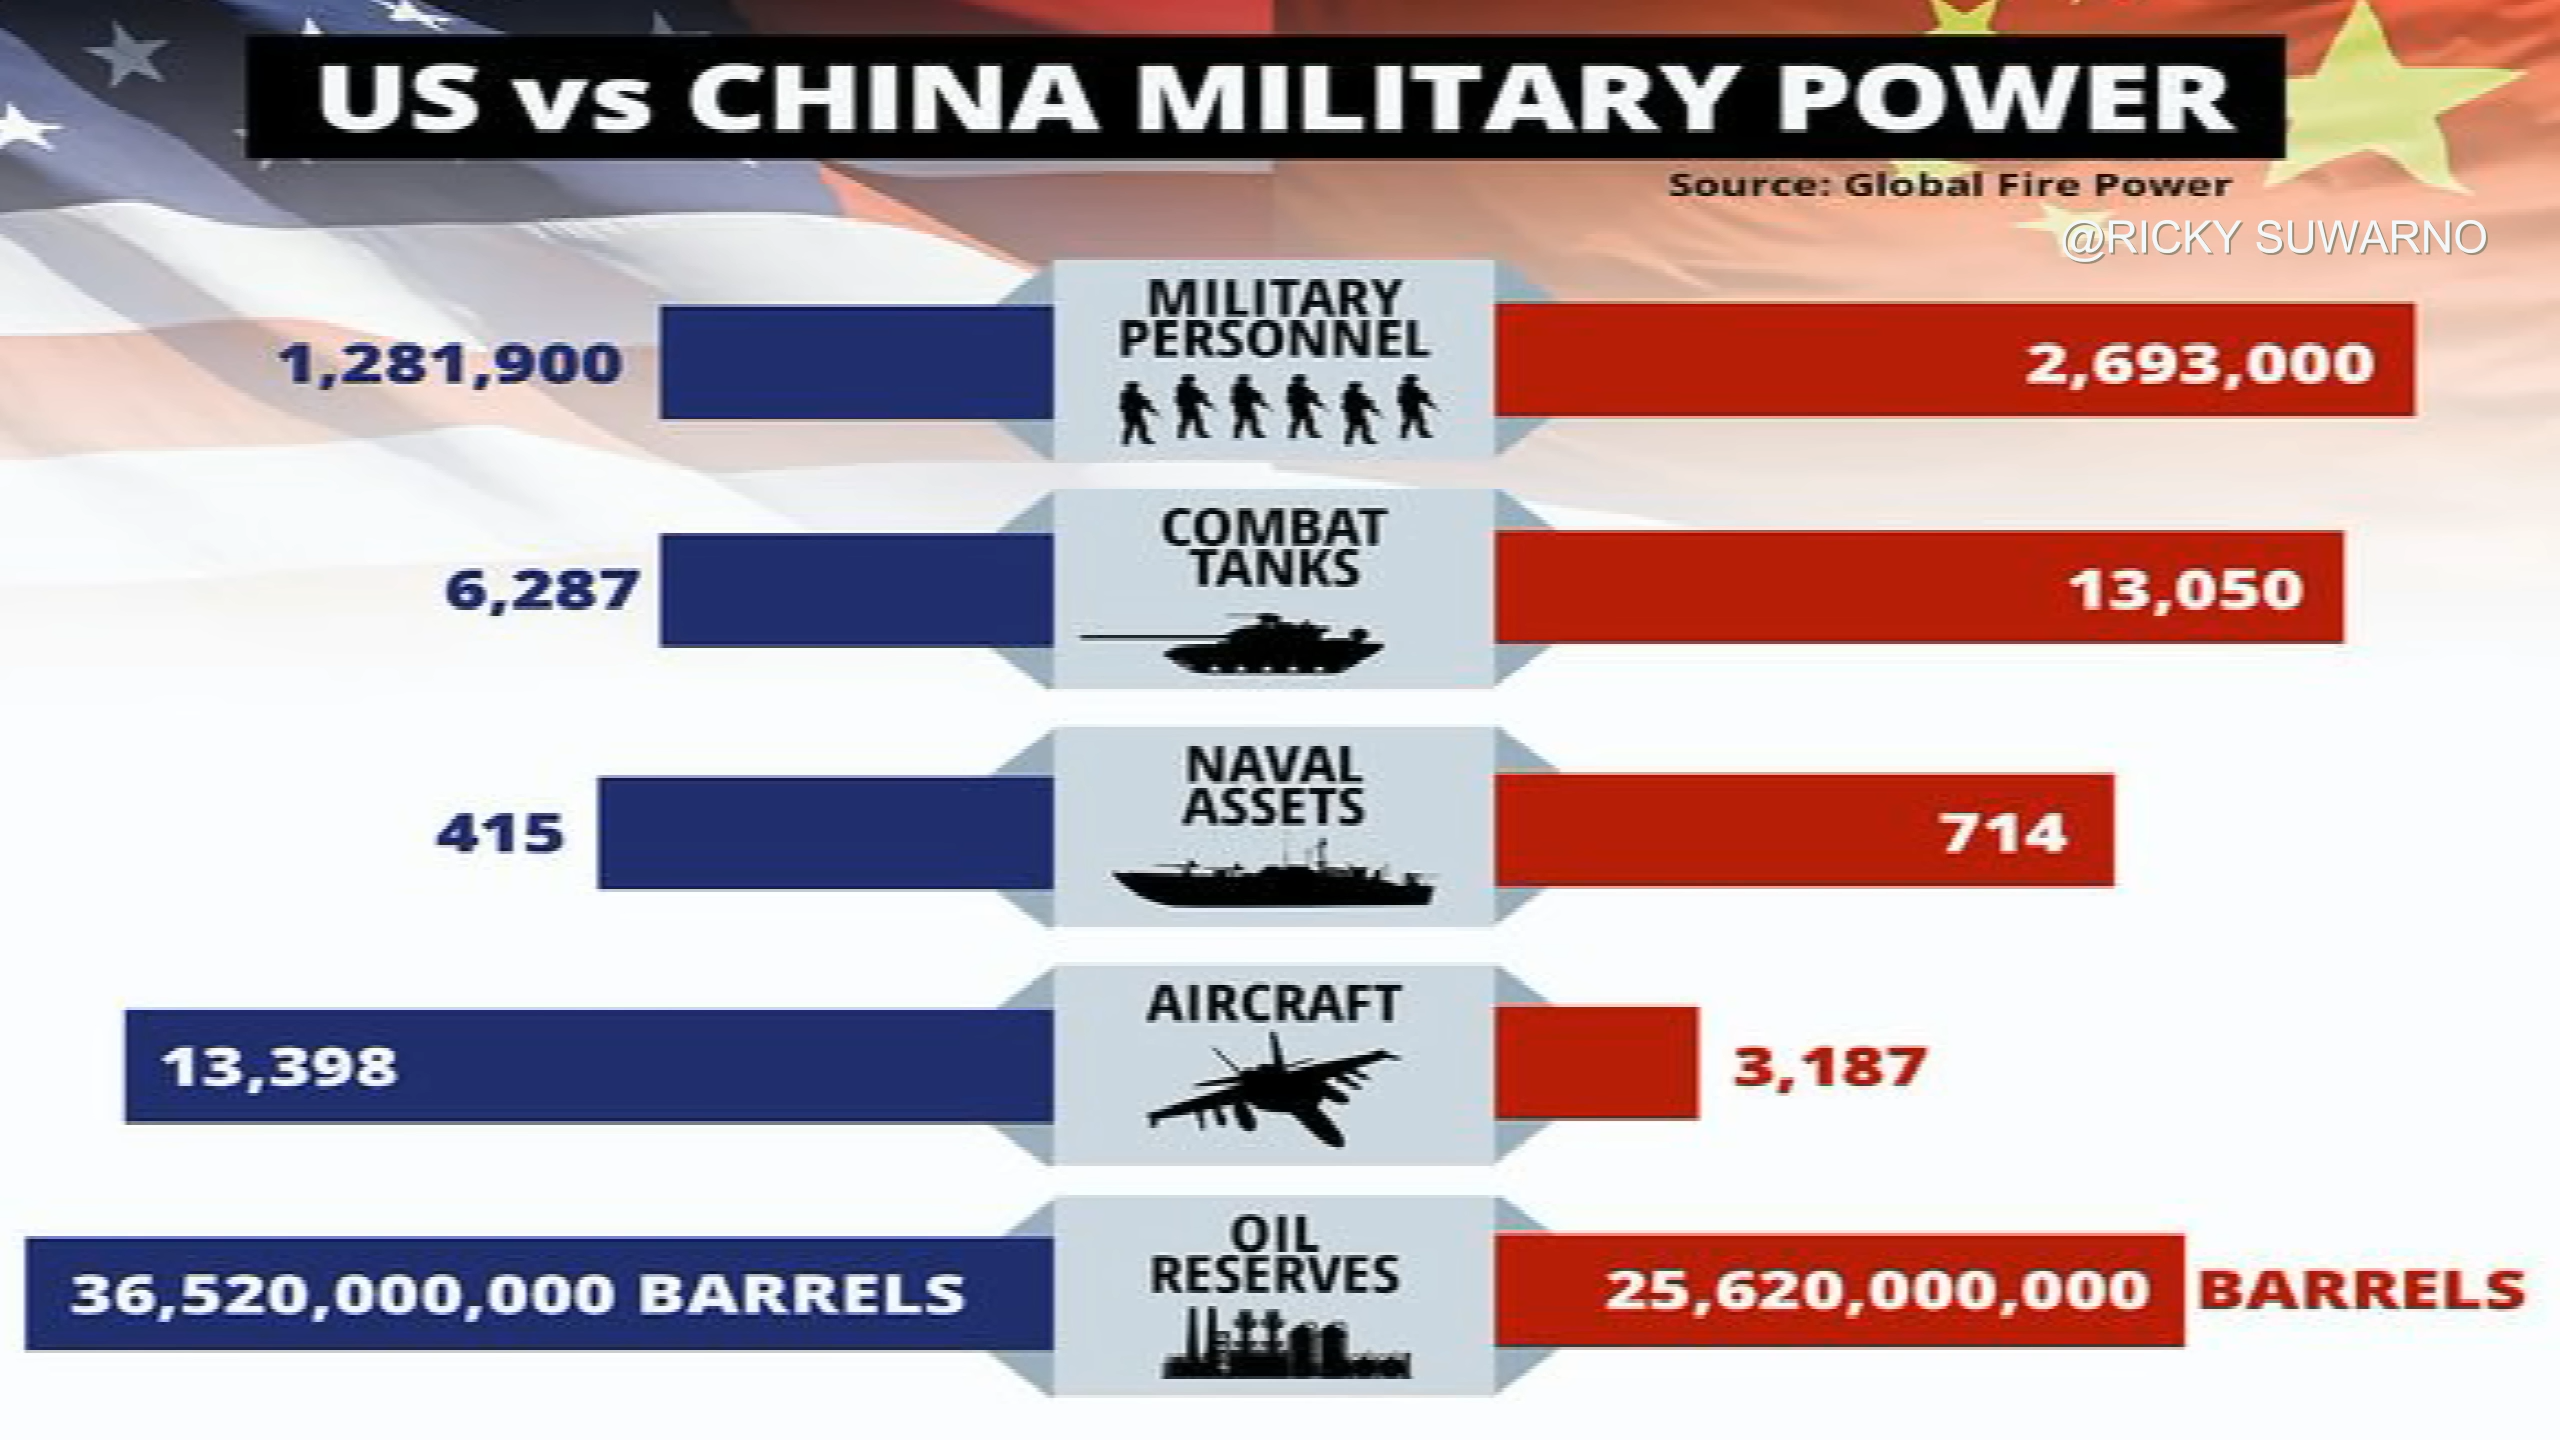 US vs CHINA MILITARY POWER
Source: Global Fire Power
@RICKY SUWARNO
MILITARY
PERSONNEL
1,281,900
2,693,000
COMBAT
TANKS
6,287
13,050
NAVAL
ASSETS
415
714
AIRCRAFT
13,398
3,187
OIL
RESERVES
36,520,000,000 BARRELS
25,620,000,000 BARRELS